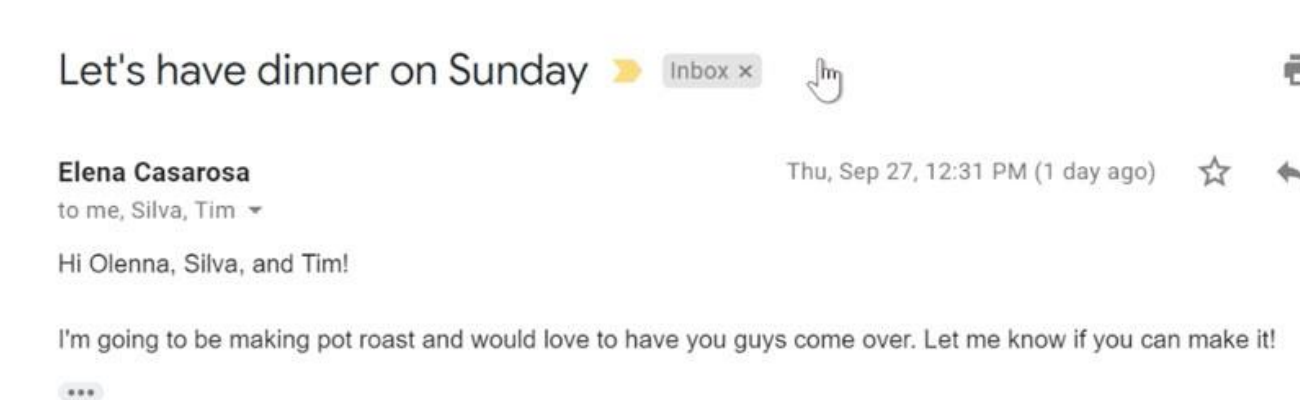 Let's have dinner on Sunday Inbox ×
Elena Casarosa Thu, Sep 27, 12:31 PM (1 day ago)
to me, Silva, Tim
Hi Olenna, Silva, and Tim!
I'm going to be making pot roast and would love to have you guys come over. Let me know if you can make it!